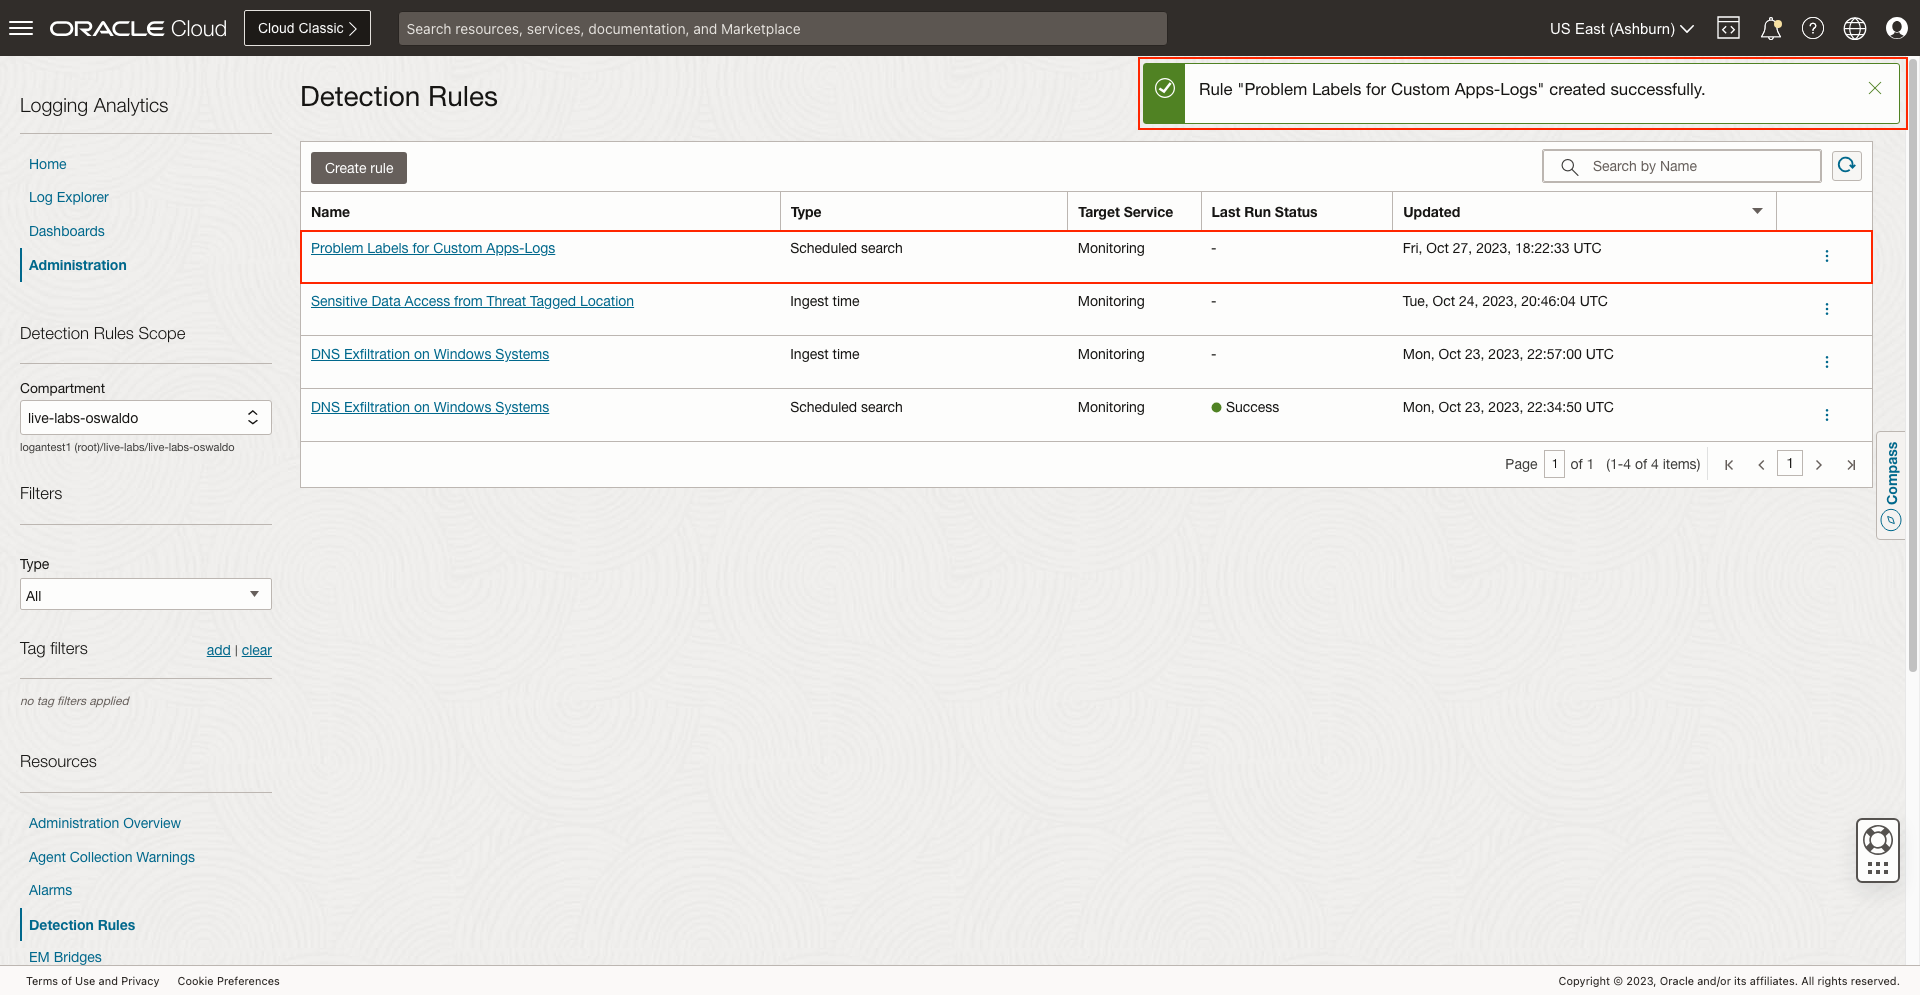 ORACLE Cloud
Cloud Classic
Search resources, services, documentation, and Marketplace
US East (Ashburn)
Logging Analytics
Home
Log Explorer
Dashboards
Administration
Detection Rules Scope
Compartment
live-labs-oswaldo
logantest1 (root)/live-labs/live-labs-oswaldo
Filters
Type
All
Tag filters
add | clear
no tag filters applied
Resources
Administration Overview
Agent Collection Warnings
Alarms
Detection Rules
EM Bridges
Detection Rules
Rule "Problem Labels for Custom Apps-Logs" created successfully.
Create rule
Search by Name
Name Type Target Service Last Run Status Updated
Problem Labels for Custom Apps-Logs Scheduled search Monitoring - Fri, Oct 27, 2023, 18:22:33 UTC
Sensitive Data Access from Threat Tagged Location Ingest time Monitoring - Tue, Oct 24, 2023, 20:46:04 UTC
DNS Exfiltration on Windows Systems Ingest time Monitoring - Mon, Oct 23, 2023, 22:57:00 UTC
DNS Exfiltration on Windows Systems Scheduled search Monitoring Success Mon, Oct 23, 2023, 22:34:50 UTC
Page 1 of 1 (1-4 of 4 items) 1
Compass
Terms of Use and Privacy Cookie Preferences
Copyright © 2023, Oracle and/or its affiliates. All rights reserved.